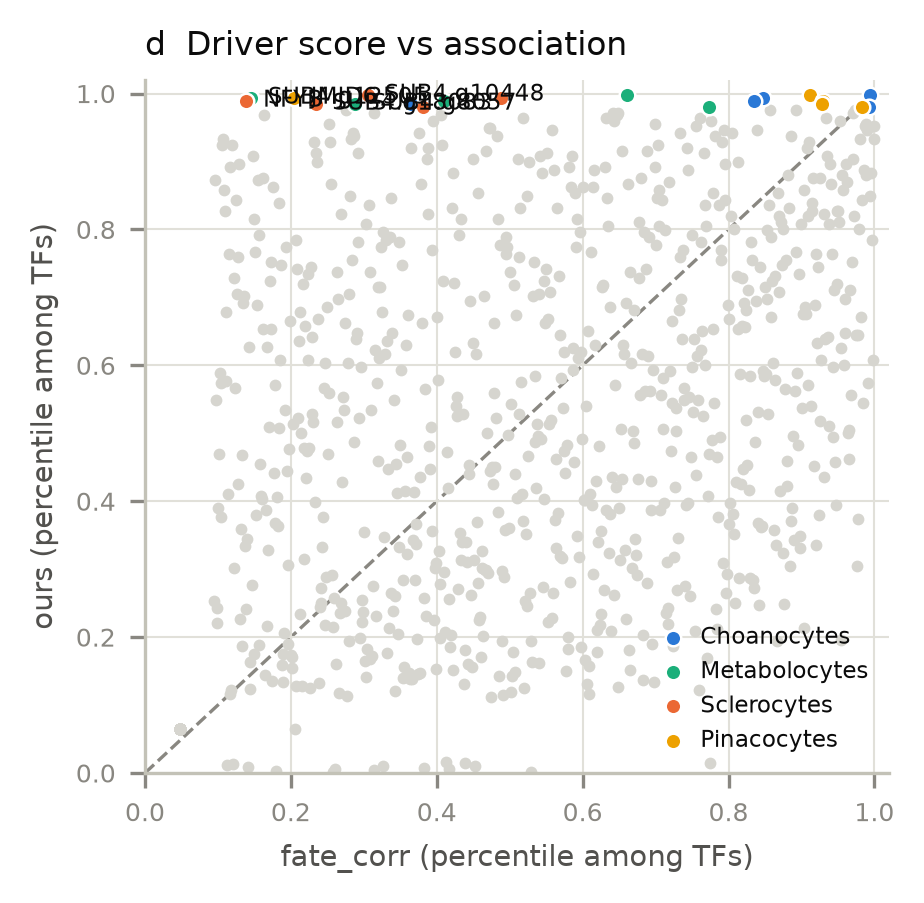 d Driver score vs association
ours (percentile among TFs)
1.0
0.8
0.6
0.4
0.2
0.0
Choanocytes
Metabolocytes
Sclerocytes
Pinacocytes
0.0 0.2 0.4 0.6 0.8 1.0
fate_corr (percentile among TFs)